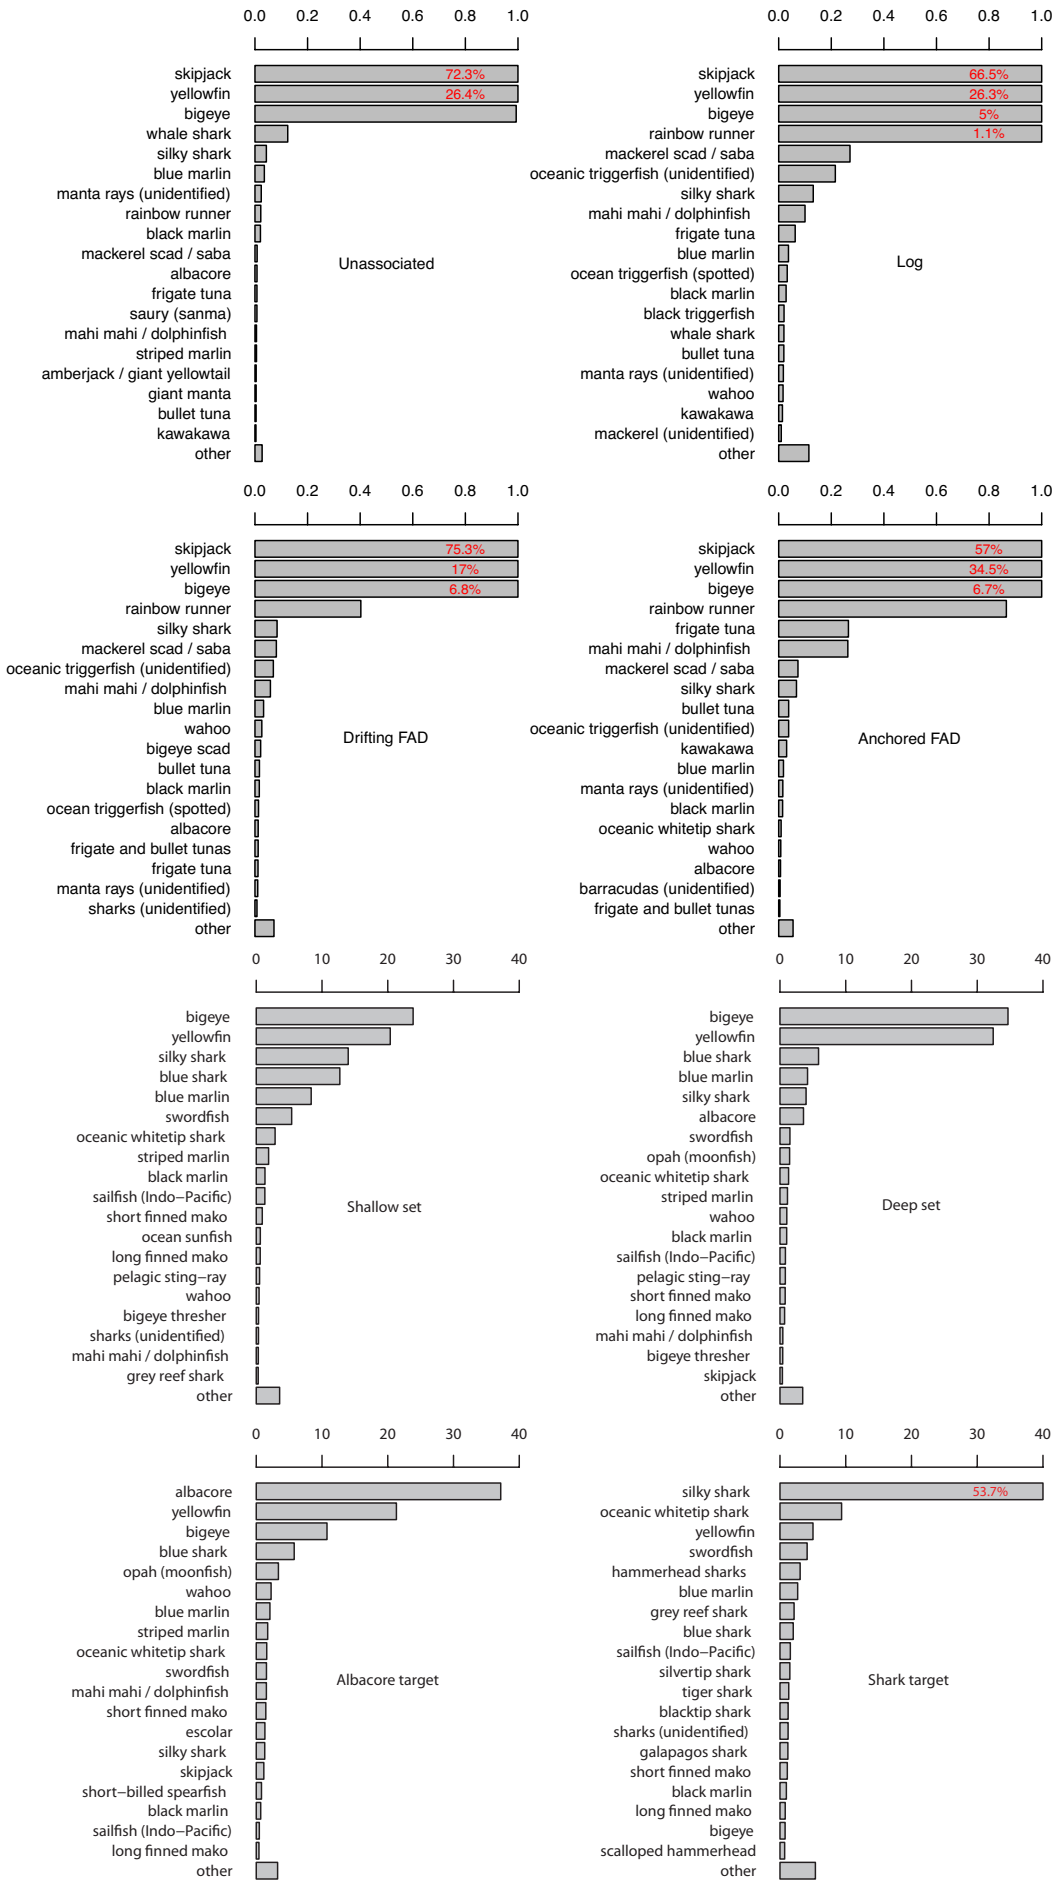 0.0 0.2 0.4 0.6 0.8 1.0
skipjack 72.3%
yellowfin 26.4%
bigeye
whale shark
silky shark
blue marlin
manta rays (unidentified)
rainbow runner
black marlin
mackerel scad / saba
Unassociated
albacore
frigate tuna
saury (sanma)
mahi mahi / dolphinfish
striped marlin
amberjack / giant yellowtail
giant manta
bullet tuna
kawakawa
other
0.0 0.2 0.4 0.6 0.8 1.0
skipjack 66.5%
yellowfin 26.3%
bigeye 5%
rainbow runner 1.1%
mackerel scad / saba
oceanic triggerfish (unidentified)
silky shark
mahi mahi / dolphinfish
frigate tuna
blue marlin
Log
ocean triggerfish (spotted)
black marlin
black triggerfish
whale shark
bullet tuna
manta rays (unidentified)
wahoo
kawakawa
mackerel (unidentified)
other
0.0 0.2 0.4 0.6 0.8 1.0
skipjack 75.3%
yellowfin 17%
bigeye 6.8%
rainbow runner
silky shark
mackerel scad / saba
oceanic triggerfish (unidentified)
mahi mahi / dolphinfish
blue marlin
wahoo
Drifting FAD
bigeye scad
bullet tuna
black marlin
ocean triggerfish (spotted)
albacore
frigate and bullet tunas
frigate tuna
manta rays (unidentified)
sharks (unidentified)
other
0.0 0.2 0.4 0.6 0.8 1.0
skipjack 57%
yellowfin 34.5%
bigeye 6.7%
rainbow runner
frigate tuna
mahi mahi / dolphinfish
mackerel scad / saba
silky shark
bullet tuna
oceanic triggerfish (unidentified)
Anchored FAD
kawakawa
blue marlin
manta rays (unidentified)
black marlin
oceanic whitetip shark
wahoo
albacore
barracudas (unidentified)
frigate and bullet tunas
other
0 10 20 30 40
bigeye
yellowfin
silky shark
blue shark
blue marlin
swordfish
oceanic whitetip shark
striped marlin
black marlin
sailfish (Indo−Pacific)
Shallow set
short finned mako
ocean sunfish
long finned mako
pelagic sting−ray
wahoo
bigeye thresher
sharks (unidentified)
mahi mahi / dolphinfish
grey reef shark
other
0 10 20 30 40
bigeye
yellowfin
blue shark
blue marlin
silky shark
albacore
swordfish
opah (moonfish)
oceanic whitetip shark
striped marlin
Deep set
wahoo
black marlin
sailfish (Indo−Pacific)
pelagic sting−ray
short finned mako
long finned mako
mahi mahi / dolphinfish
bigeye thresher
skipjack
other
0 10 20 30 40
albacore
yellowfin
bigeye
blue shark
opah (moonfish)
wahoo
blue marlin
striped marlin
oceanic whitetip shark
swordfish
Albacore target
mahi mahi / dolphinfish
short finned mako
escolar
silky shark
skipjack
short−billed spearfish
black marlin
sailfish (Indo−Pacific)
long finned mako
other
0 10 20 30 40
silky shark 53.7%
oceanic whitetip shark
yellowfin
swordfish
hammerhead sharks
blue marlin
grey reef shark
blue shark
sailfish (Indo−Pacific)
silvertip shark
Shark target
tiger shark
blacktip shark
sharks (unidentified)
galapagos shark
short finned mako
black marlin
long finned mako
bigeye
scalloped hammerhead
other